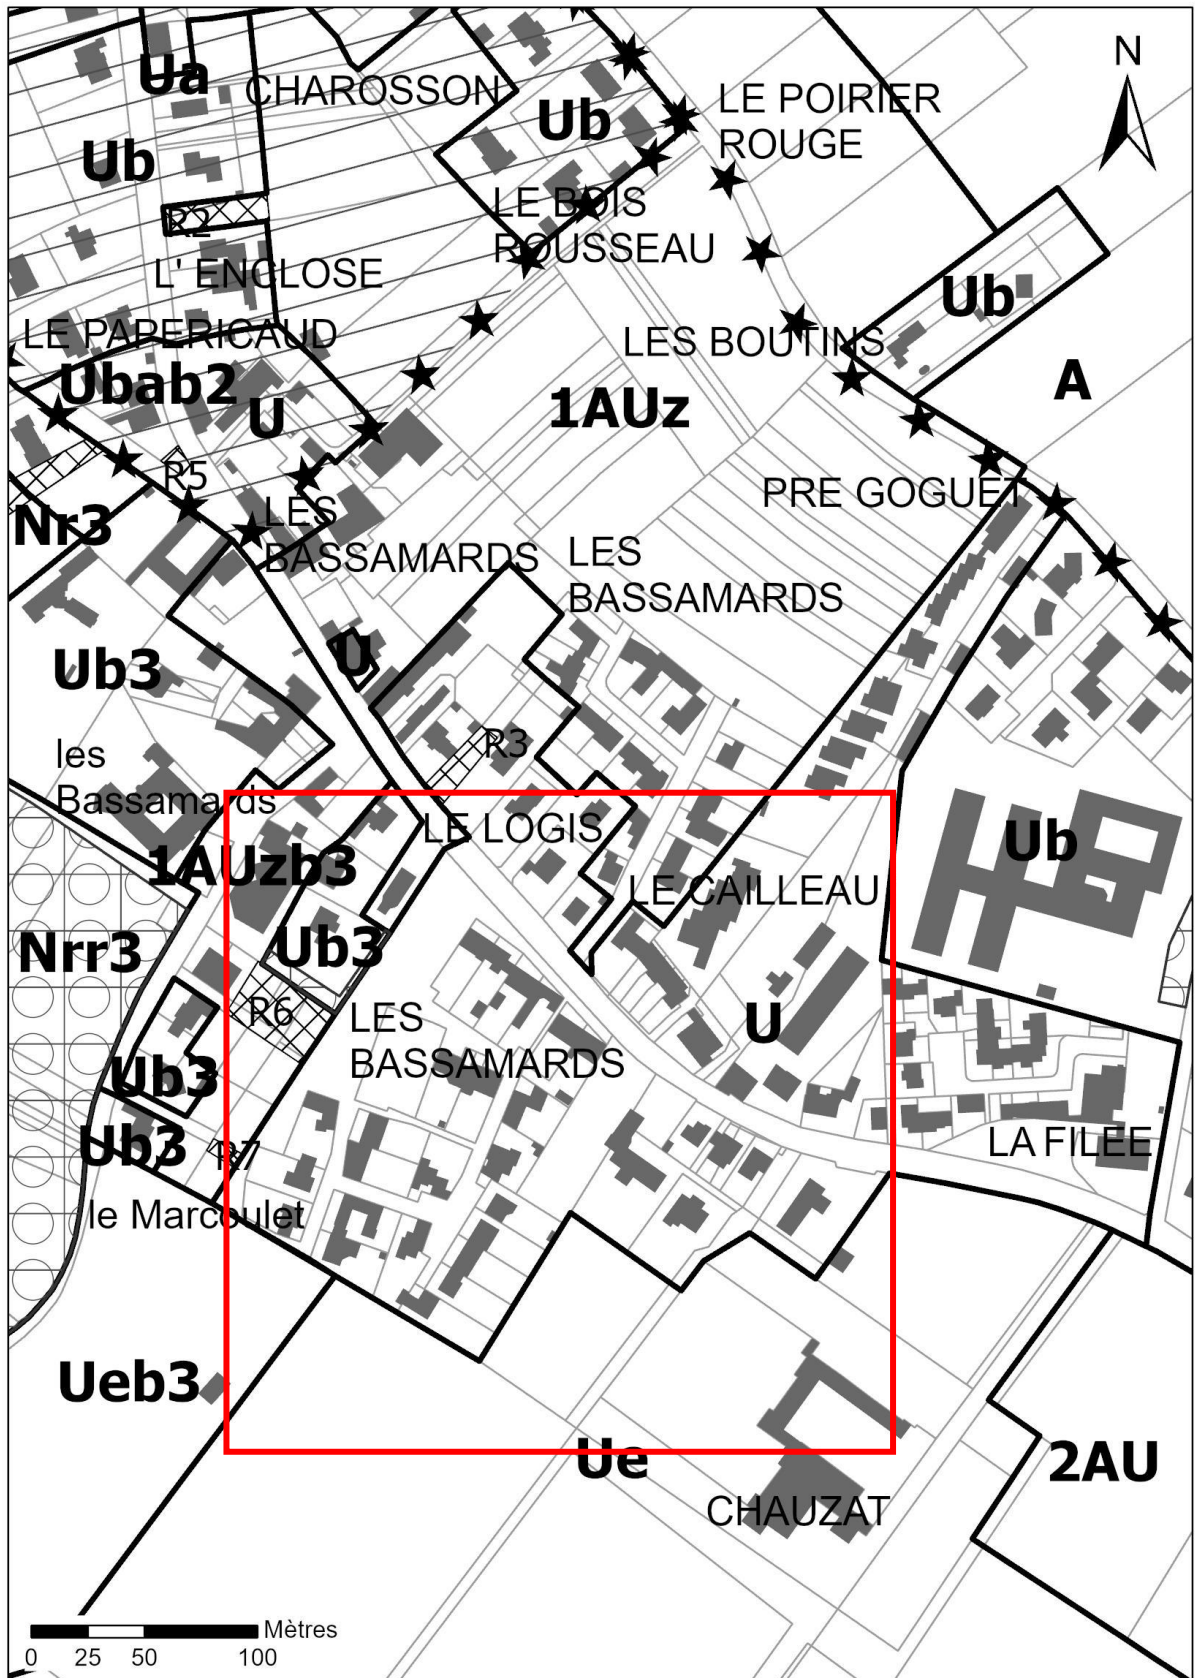 Ua
CHAROSSON
N
LE POIRIER
ROUGE
Ub
Ub
R2
LE BOIS
ROUSSEAU
L' ENCLOSE
Ub
LE PAPERICAUD
LES BOUTINS
Ubab2
U
1AUz
A
R5
PRE GOGUET
Nr3
LES
BASSAMARDS
LES
BASSAMARDS
Ub3
U
les
Bassamards
R3
LE LOGIS
Ub
1AUzb3
LE CAILLEAU
Nrr3
Ub3
R6
LES
BASSAMARDS
U
Ub3
Ub3
R7
LA FILEE
le Marcoulet
Ueb3
Ue
2AU
CHAUZAT
Mètres
0 25 50 100